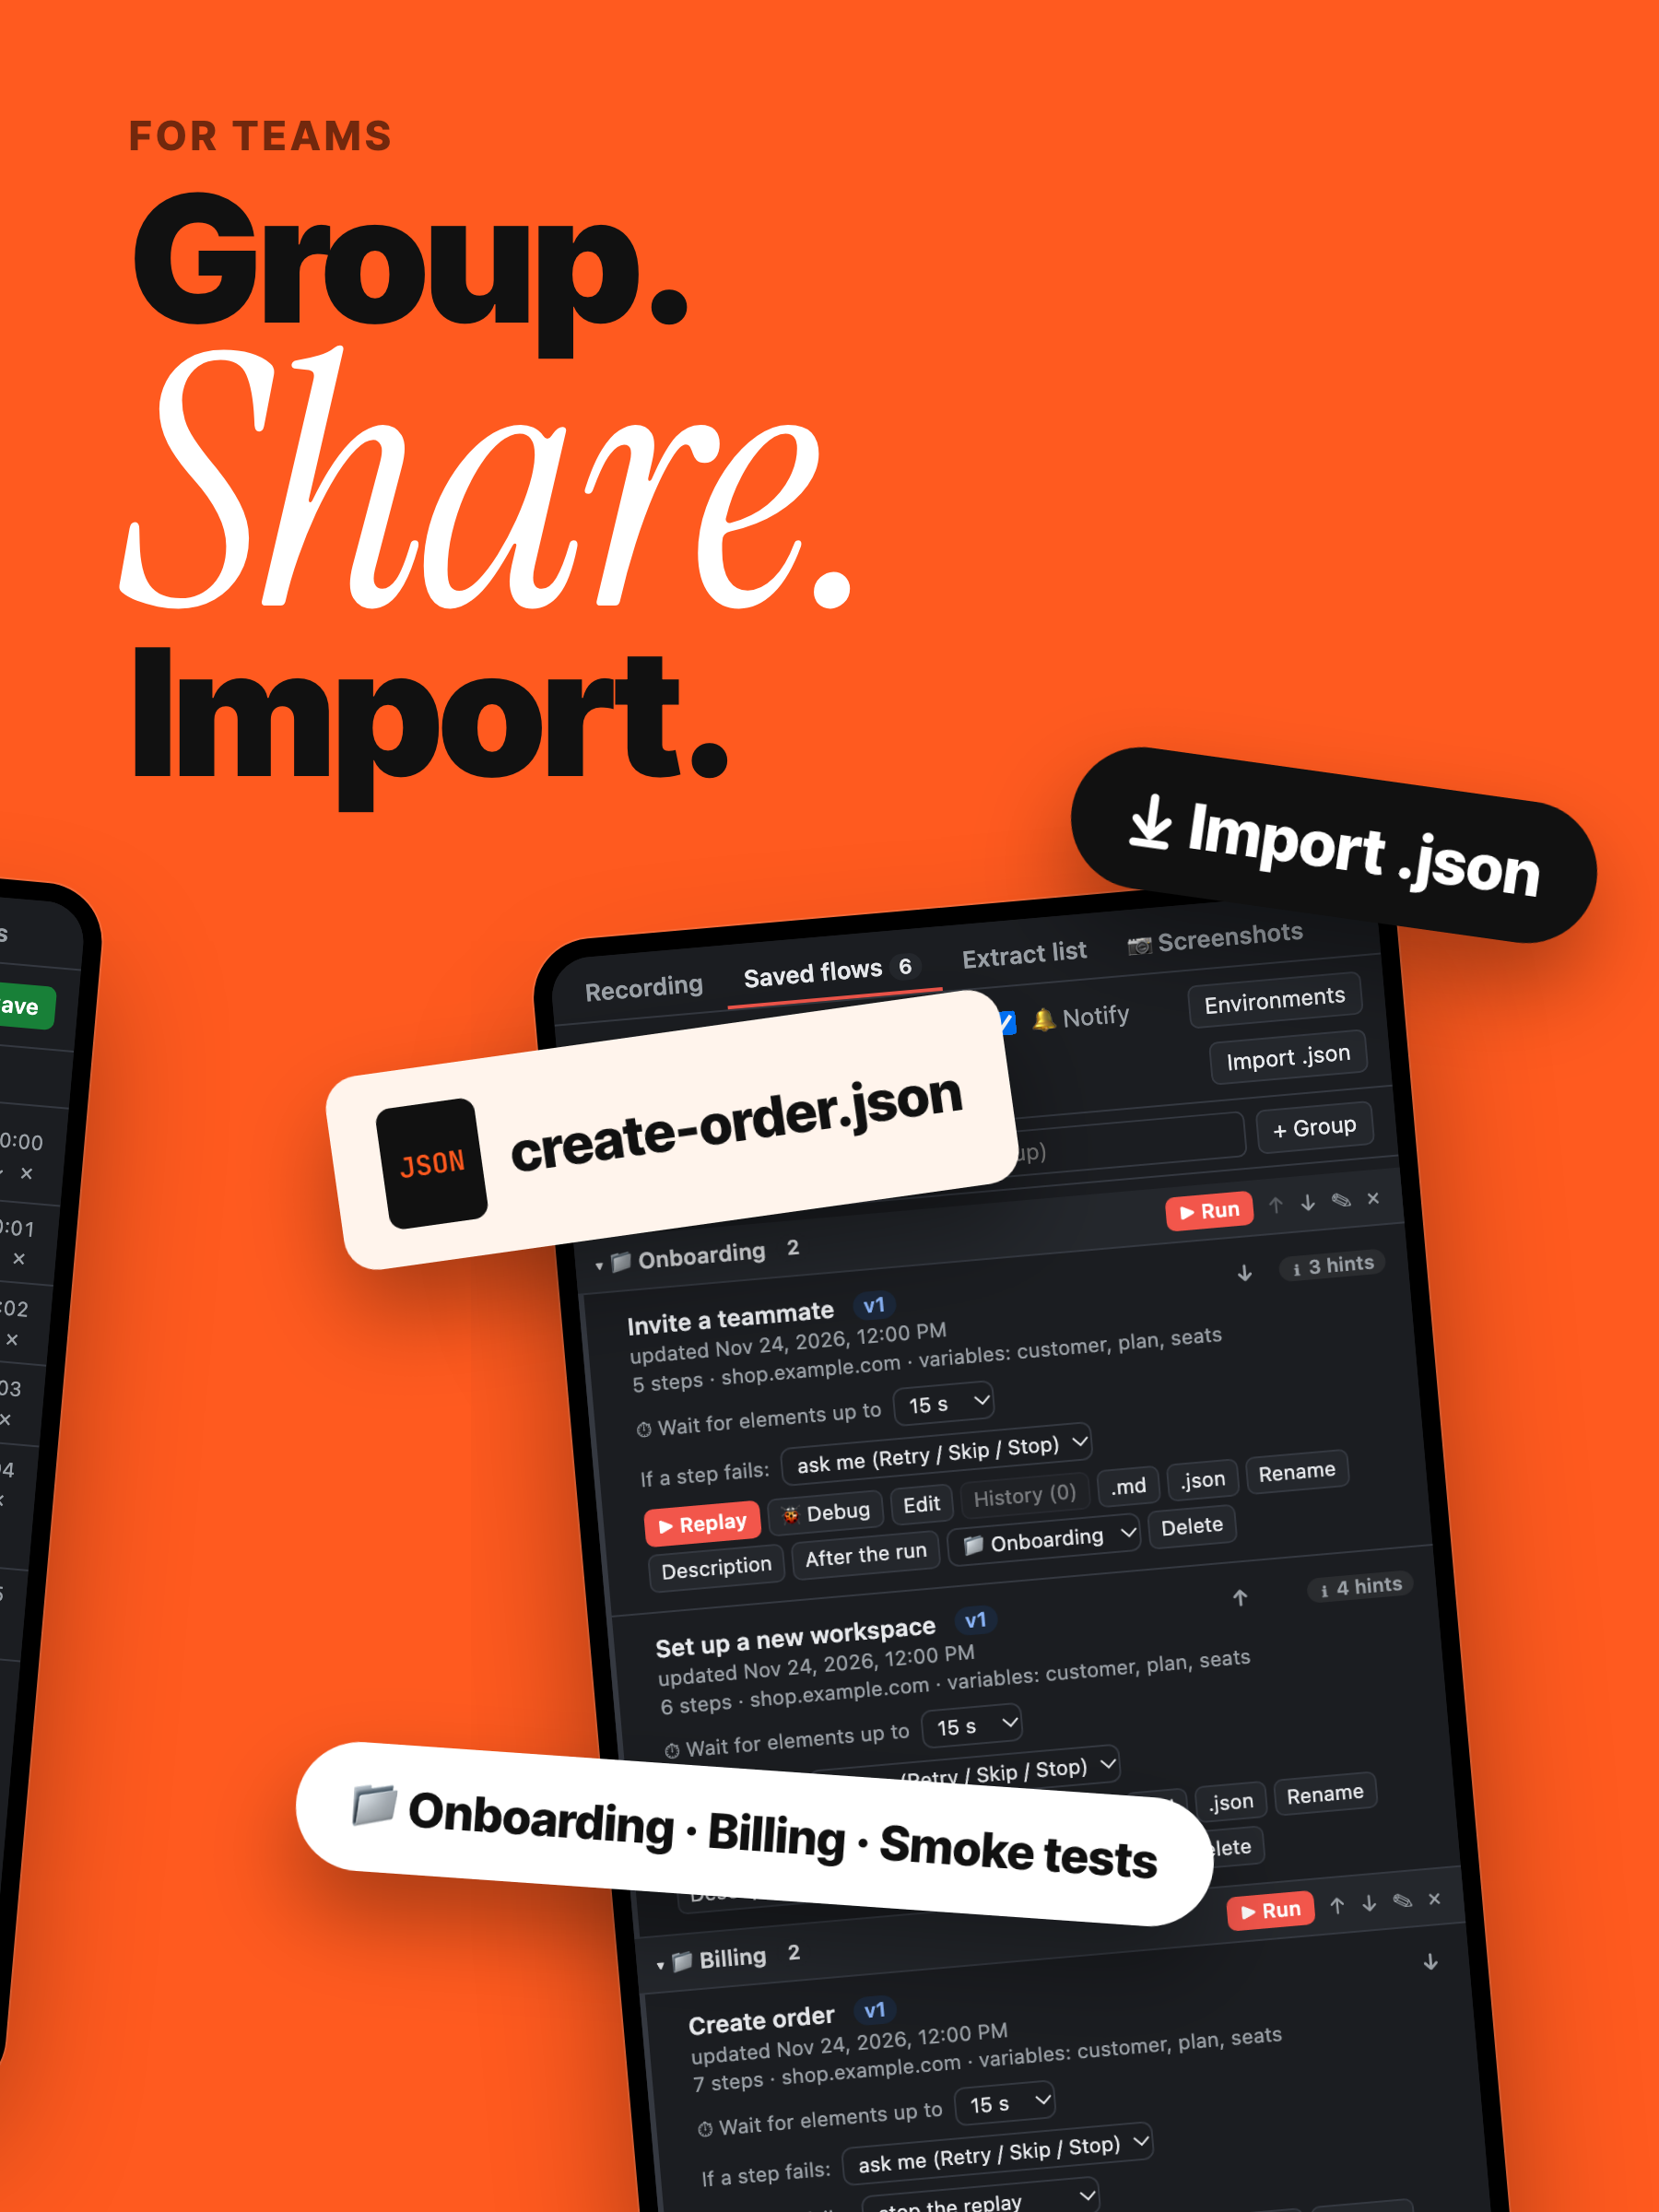 FOR TEAMS
Group.
Share.
Import.
Import .json
Recording Saved flows 6 Extract list Screenshots
Notify Environments
Import .json
+ Group
create-order.json
JSON
Onboarding 2 Run
Invite a teammate v1 3 hints
updated Nov 24, 2026, 12:00 PM
5 steps · shop.example.com · variables: customer, plan, seats
Wait for elements up to 15 s
If a step fails: ask me (Retry / Skip / Stop)
Replay Debug Edit History (0) .md .json Rename
Description After the run Onboarding Delete
Set up a new workspace v1 4 hints
updated Nov 24, 2026, 12:00 PM
6 steps · shop.example.com · variables: customer, plan, seats
Wait for elements up to 15 s
(Retry / Skip / Stop)
.json Rename
Onboarding · Billing · Smoke tests
Billing 2 Run
Create order v1
updated Nov 24, 2026, 12:00 PM
7 steps · shop.example.com · variables: customer, plan, seats
Wait for elements up to 15 s
If a step fails: ask me (Retry / Skip / Stop)
stop the replay